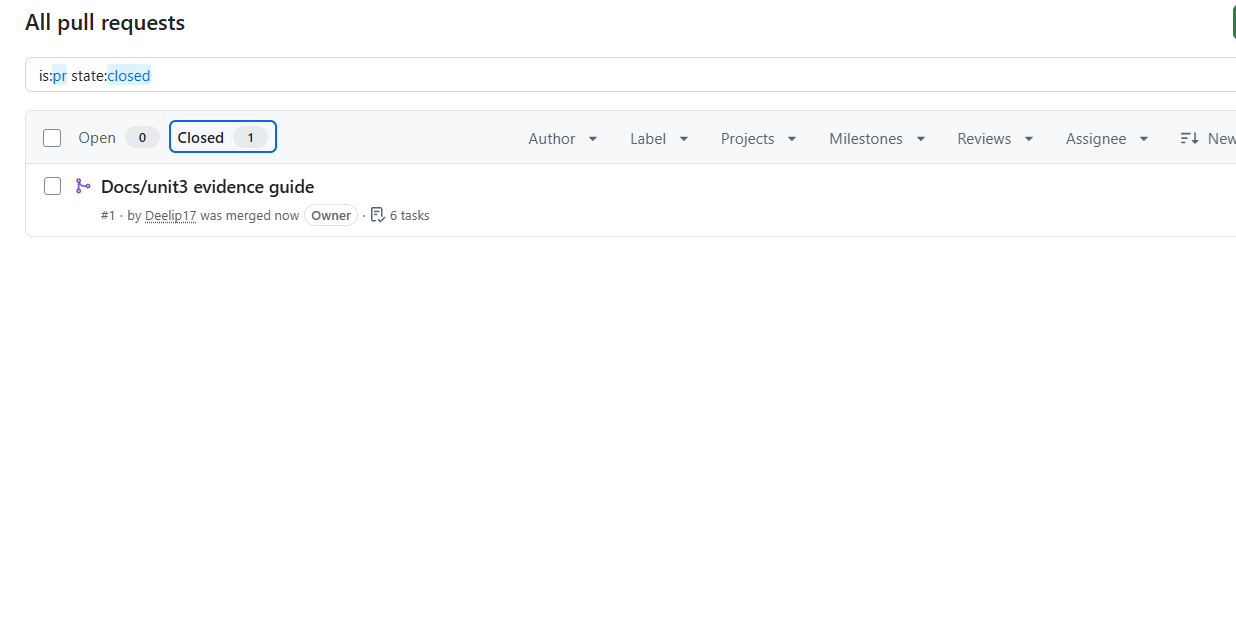 All pull requests
is:pr state:closed
Open 0 Closed 1 Author Label Projects Milestones Reviews Assignee New
Docs/unit3 evidence guide
#1 · by Deelip17 was merged now Owner · 6 tasks